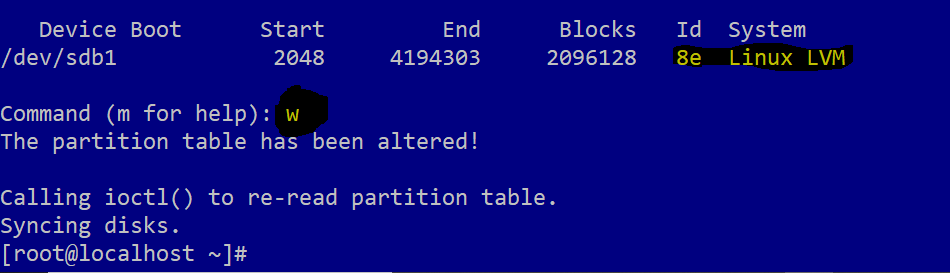 Device Boot Start End Blocks Id System
/dev/sdb1 2048 4194303 2096128 8e Linux LVM
Command (m for help): w
The partition table has been altered!
Calling ioctl() to re-read partition table.
Syncing disks.
[root@localhost ~]#